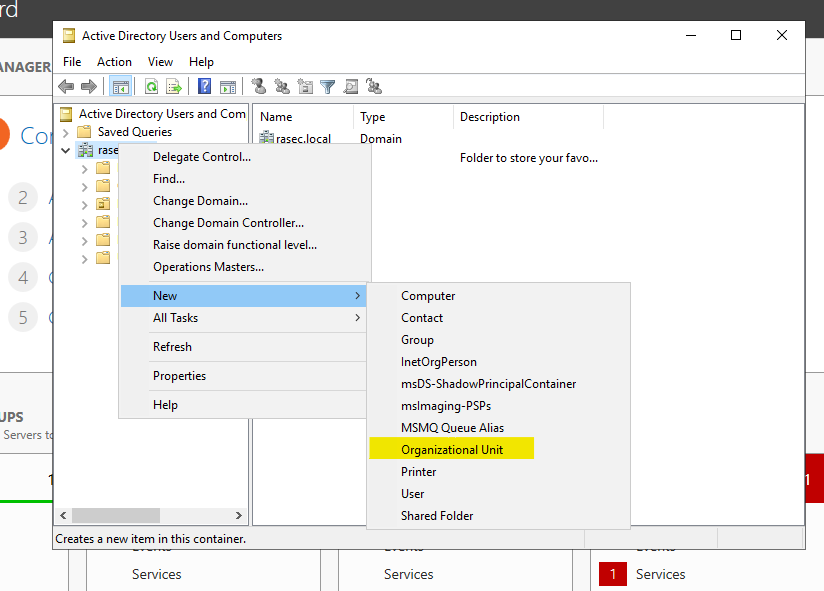 rd
Active Directory Users and Computers
File Action View Help
ANAGER
Active Directory Users and Com
Saved Queries
rase
Name Type Description
rasec.local Domain
Folder to store your favo...
Co
2
3
4
5
Delegate Control...
Find...
Change Domain...
Change Domain Controller...
Raise domain functional level...
Operations Masters...
New
All Tasks
Refresh
Properties
Help
Computer
Contact
Group
InetOrgPerson
msDS-ShadowPrincipalContainer
msImaging-PSPs
MSMQ Queue Alias
Organizational Unit
Printer
User
Shared Folder
UPS
Servers to
1
1
Creates a new item in this container.
Events Events Events
Services Services 1 Services